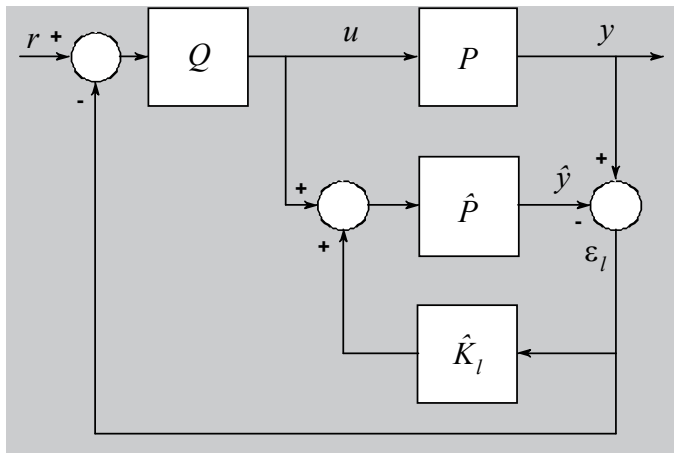 r + Q u P y
-
+ + P̂ ŷ -
+ ε_l
K̂_l